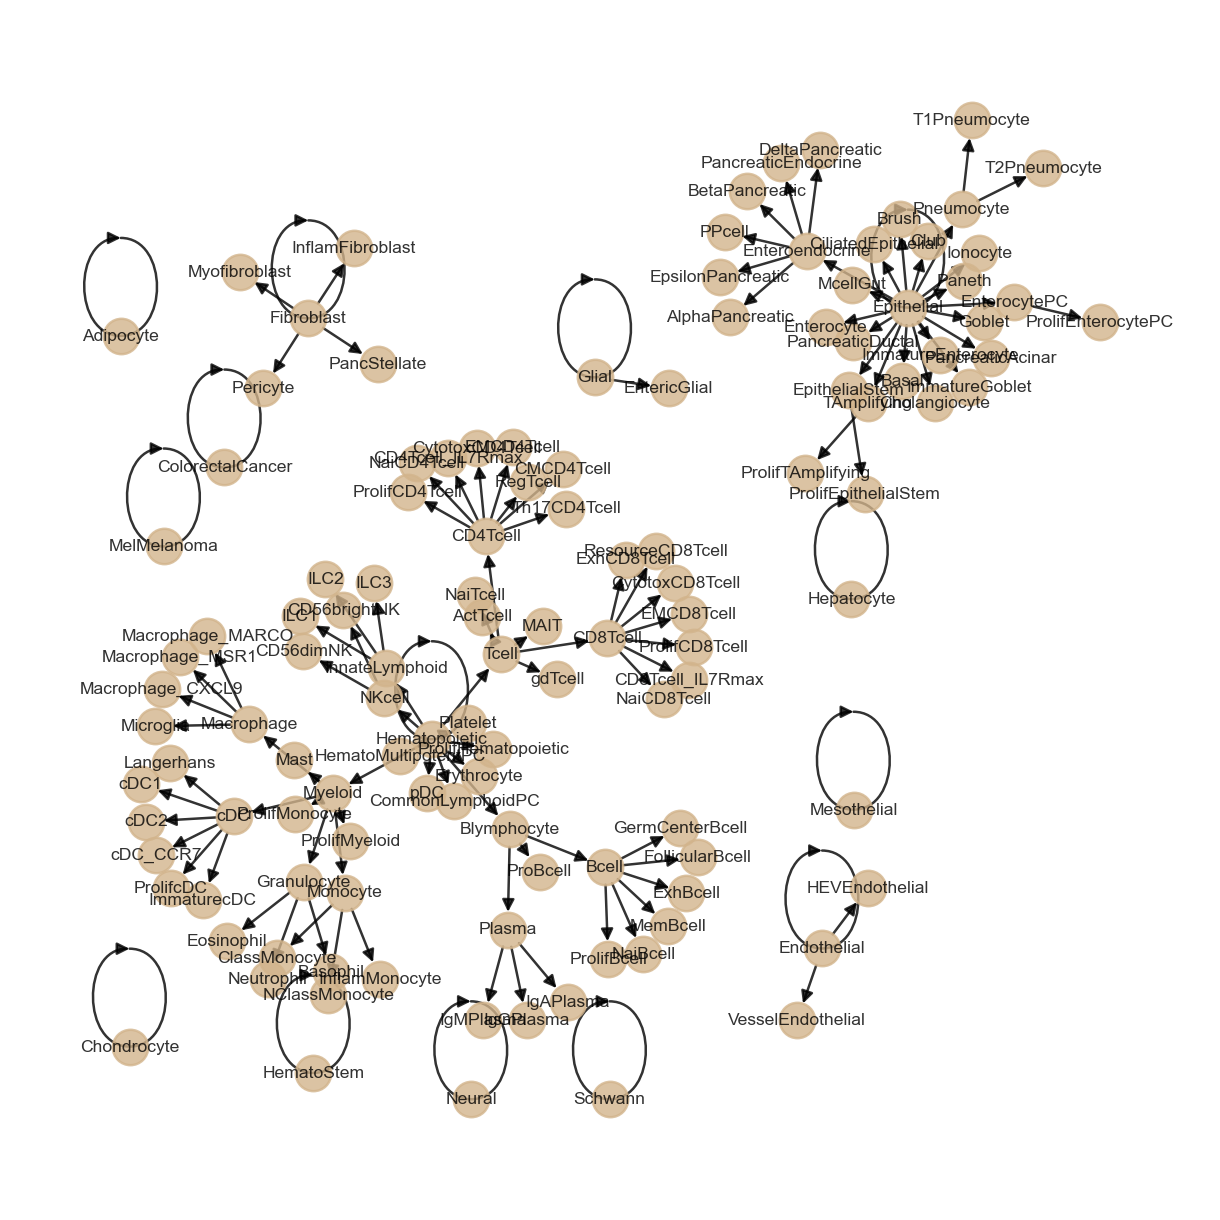 T1Pneumocyte
DeltaPancreatic
PancreaticEndocrine
T2Pneumocyte
BetaPancreatic
Pneumocyte
Brush
PPcell
CiliatedEpithelial
Club
Enteroendocrine
Ionocyte
InflamFibroblast
Myofibroblast
EpsilonPancreatic
McellGut
Paneth
EnterocytePC
Epithelial
AlphaPancreatic
Fibroblast
Goblet
ProlifEnterocytePC
Enterocyte
Adipocyte
PancreaticDuctal
ImmatureEnterocyte
PancreaticAcinar
PancStellate
Glial
Basal
Pericyte
EntericGlial
EpithelialStem
ImmatureGoblet
TAmplifying
Cholangiocyte
CytotoxCD4Tcell
EMCD4Tcell
CD4Tcell_IL7Rmax
NaiCD4Tcell
ColorectalCancer
CMCD4Tcell
ProlifTAmplifying
RegTcell
ProlifCD4Tcell
ProlifEpithelialStem
Th17CD4Tcell
CD4Tcell
MelMelanoma
ResourceCD8Tcell
ExhCD8Tcell
ILC2
ILC3
CytotoxCD8Tcell
NaiTcell
Hepatocyte
CD56brightNK
ILC1
ActTcell
EMCD8Tcell
MAIT
Macrophage_MARCO
CD8Tcell
ProlifCD8Tcell
CD56dimNK
Tcell
Macrophage_MSR1
InnateLymphoid
gdTcell
CD8Tcell_IL7Rmax
Macrophage_CXCL9
NKcell
NaiCD8Tcell
Microglia
Macrophage
Platelet
Hematopoietic
ProlifHematopoietic
HematoMultipotentPC
Mast
Langerhans
Erythrocyte
cDC1
Myeloid
pDC
CommonLymphoidPC
Mesothelial
cDC
ProlifMonocyte
cDC2
Blymphocyte
GermCenterBcell
ProlifMyeloid
cDC_CCR7
FollicularBcell
Bcell
ProBcell
Granulocyte
ProlifcDC
HEVEndothelial
Monocyte
ExhBcell
ImmaturecDC
Plasma
MemBcell
Eosinophil
Endothelial
NaiBcell
ClassMonocyte
ProlifBcell
Basophil
Neutrophil
InflamMonocyte
NClassMonocyte
IgAPlasma
IgMPlasma
IgGPlasma
VesselEndothelial
Chondrocyte
HematoStem
Neural
Schwann